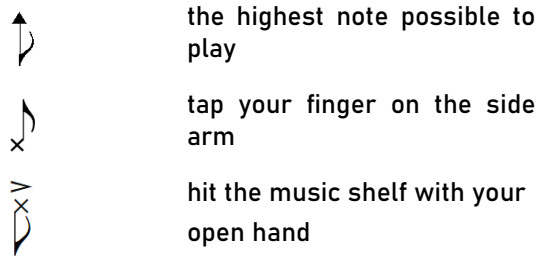 the highest note possible to
play
tap your finger on the side
arm
hit the music shelf with your
open hand